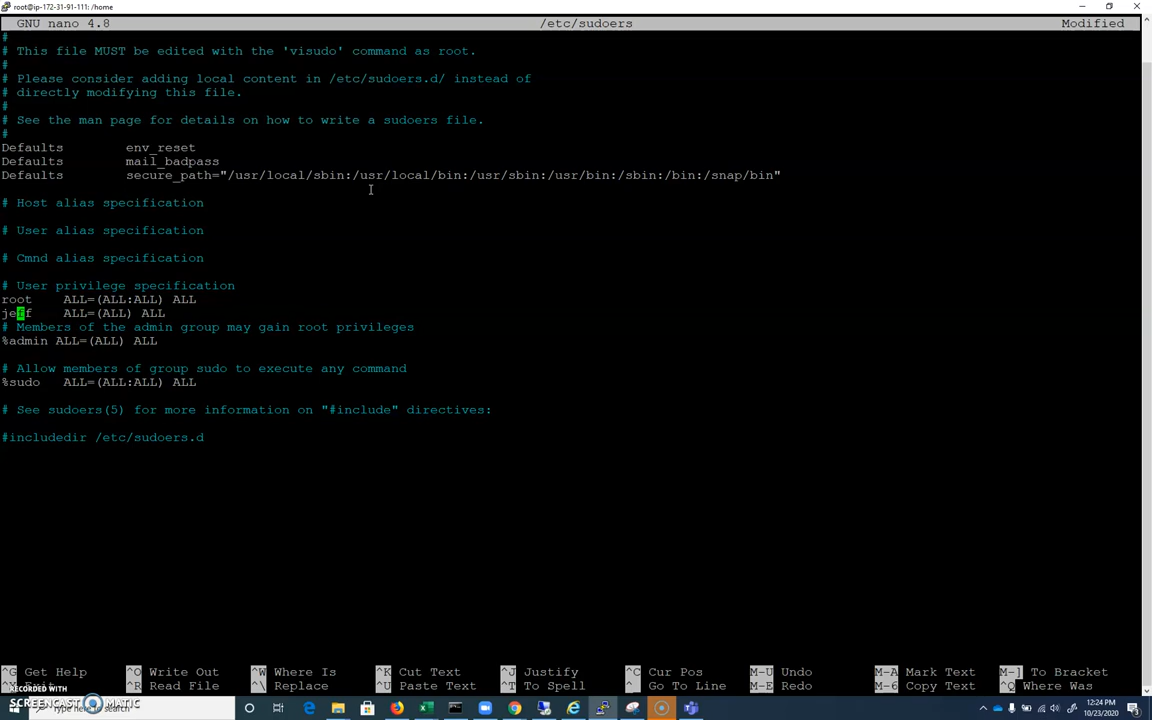 root@ip-172-31-91-111: /home
GNU nano 4.8 /etc/sudoers Modified
#
# This file MUST be edited with the 'visudo' command as root.
#
# Please consider adding local content in /etc/sudoers.d/ instead of
# directly modifying this file.
#
# See the man page for details on how to write a sudoers file.
#
Defaults env_reset
Defaults mail_badpass
Defaults secure_path="/usr/local/sbin:/usr/local/bin:/usr/sbin:/usr/bin:/sbin:/bin:/snap/bin"
# Host alias specification
# User alias specification
# Cmnd alias specification
# User privilege specification
root ALL=(ALL:ALL) ALL
jeff ALL=(ALL) ALL
# Members of the admin group may gain root privileges
%admin ALL=(ALL) ALL
# Allow members of group sudo to execute any command
%sudo ALL=(ALL:ALL) ALL
# See sudoers(5) for more information on "#include" directives:
#includedir /etc/sudoers.d
^G Get Help ^O Write Out ^W Where Is ^K Cut Text ^J Justify ^C Cur Pos M-U Undo M-A Mark Text M-] To Bracket
^X Exit ^R Read File ^\ Replace ^U Paste Text ^T To Spell ^_ Go To Line M-E Redo M-6 Copy Text ^Q Where Was
RECORDED WITH
SCREENCAST MATIC
Type here to search
12:24 PM
10/23/2020